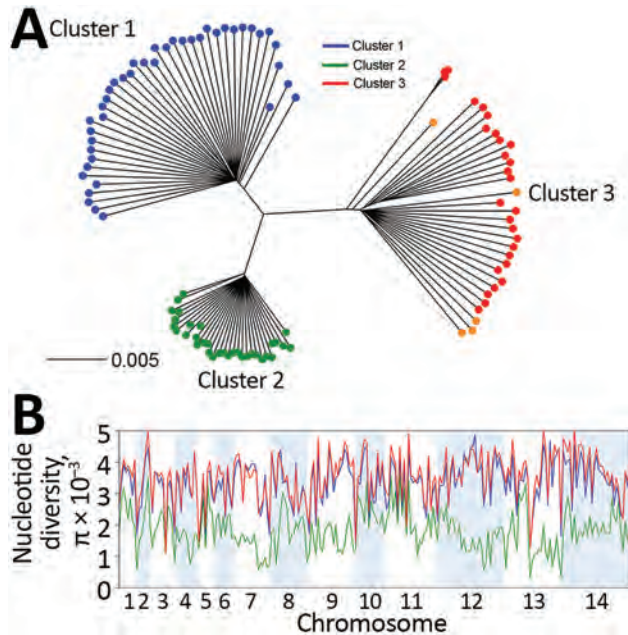 A
Cluster 1
Cluster 1
Cluster 2
Cluster 3
Cluster 3
0.005
Cluster 2
B
Nucleotide
diversity,
π × 10⁻³
5
4
3
2
1
0
1 2 3 4 5 6 7 8 9 10 11 12 13 14
Chromosome